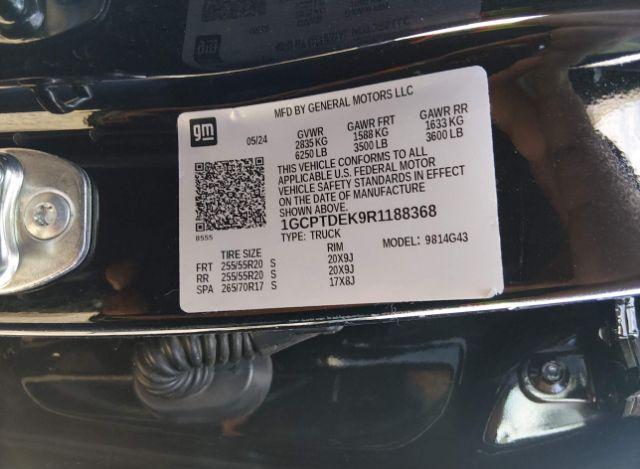 MFD BY GENERAL MOTORS LLC
gm
05/24 GVWR GAWR FRT GAWR RR
2835 KG 1588 KG 1633 KG
6250 LB 3500 LB 3600 LB
THIS VEHICLE CONFORMS TO ALL
APPLICABLE U.S. FEDERAL MOTOR
VEHICLE SAFETY STANDARDS IN EFFECT
ON THE DATE OF MANUFACTURE
SHOWN ABOVE.
8555
1GCPTDEK9R1188368
TYPE: TRUCK MODEL: 9814G43
TIRE SIZE RIM
FRT 255/55R20 S 20X9J
RR 255/55R20 S 20X9J
SPA 265/70R17 S 17X8J